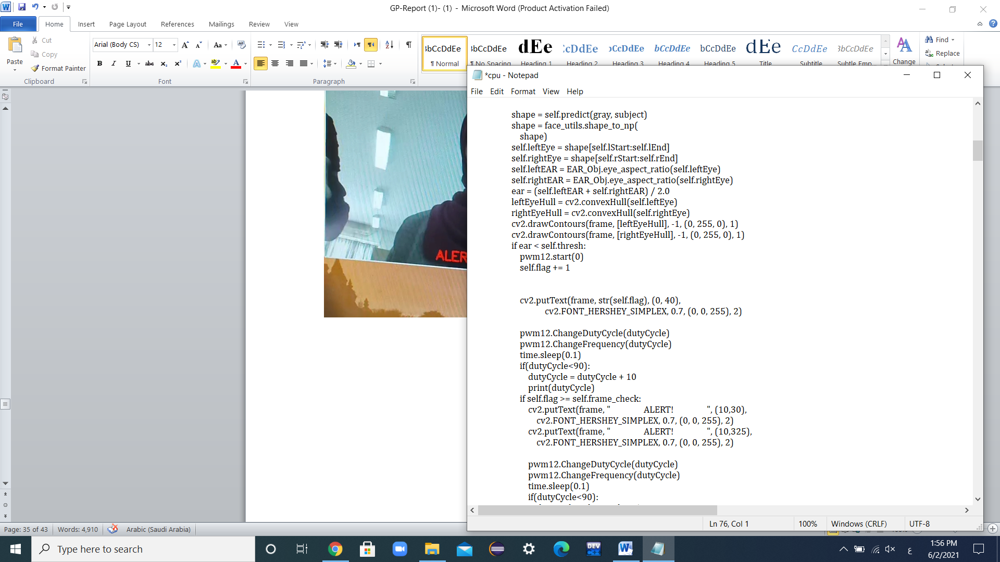 GP-Report (1)- (1) - Microsoft Word (Product Activation Failed)
File Home Insert Page Layout References Mailings Review View
Paste
Cut
Copy
Format Painter
Clipboard
Arial (Body CS) 12
Font
Paragraph
Normal
No Spacing
Heading 1
Heading 2
Heading 3
Heading 4
Heading 5
Title
Subtitle
Subtle Emp...
Change
Find
Replace
ALER
*cpu - Notepad
File Edit Format View Help
shape = self.predict(gray, subject)
shape = face_utils.shape_to_np(
shape)
self.leftEye = shape[self.lStart:self.lEnd]
self.rightEye = shape[self.rStart:self.rEnd]
self.leftEAR = EAR_Obj.eye_aspect_ratio(self.leftEye)
self.rightEAR = EAR_Obj.eye_aspect_ratio(self.rightEye)
ear = (self.leftEAR + self.rightEAR) / 2.0
leftEyeHull = cv2.convexHull(self.leftEye)
rightEyeHull = cv2.convexHull(self.rightEye)
cv2.drawContours(frame, [leftEyeHull], -1, (0, 255, 0), 1)
cv2.drawContours(frame, [rightEyeHull], -1, (0, 255, 0), 1)
if ear < self.thresh:
pwm12.start(0)
self.flag += 1
cv2.putText(frame, str(self.flag), (0, 40),
cv2.FONT_HERSHEY_SIMPLEX, 0.7, (0, 0, 255), 2)
pwm12.ChangeDutyCycle(dutyCycle)
pwm12.ChangeFrequency(dutyCycle)
time.sleep(0.1)
if(dutyCycle<90):
dutyCycle = dutyCycle + 10
print(dutyCycle)
if self.flag >= self.frame_check:
cv2.putText(frame, " ALERT! ", (10,30),
cv2.FONT_HERSHEY_SIMPLEX, 0.7, (0, 0, 255), 2)
cv2.putText(frame, " ALERT! ", (10,325),
cv2.FONT_HERSHEY_SIMPLEX, 0.7, (0, 0, 255), 2)
pwm12.ChangeDutyCycle(dutyCycle)
pwm12.ChangeFrequency(dutyCycle)
time.sleep(0.1)
if(dutyCycle<90):
Ln 76, Col 1 100% Windows (CRLF) UTF-8
Page: 35 of 43 Words: 4,910 Arabic (Saudi Arabia)
Type here to search
DEV C++
ع
1:56 PM
6/2/2021